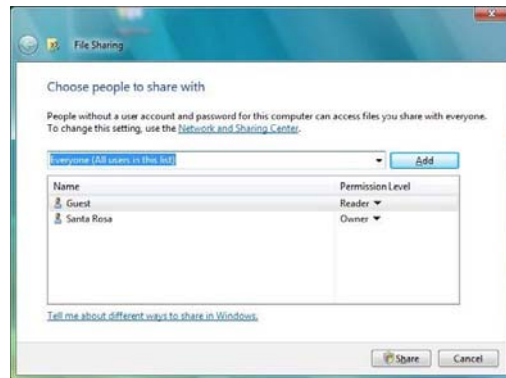 File Sharing
Choose people to share with
People without a user account and password for this computer can access files you share with everyone.
To change this setting, use the Network and Sharing Center.
Everyone (All users in this list)
Add
Name Permission Level
Guest Reader
Santa Rosa Owner
Tell me about different ways to share in Windows.
Share Cancel